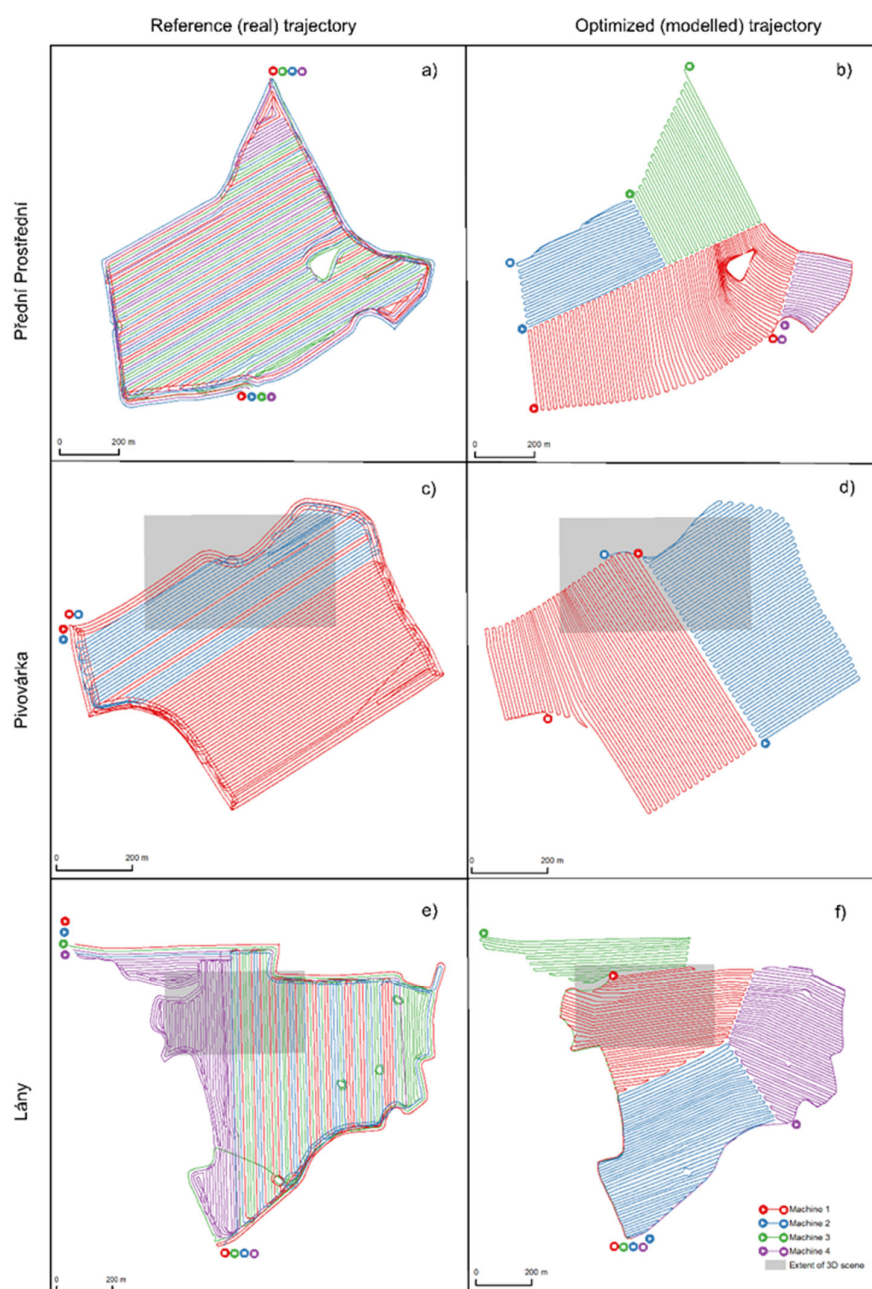 Reference (real) trajectory
Optimized (modelled) trajectory
Přední Prostřední
a)
0 200 m
b)
0 200 m
Pivovárka
c)
0 200 m
d)
0 200 m
Lány
e)
0 200 m
f)
0 200 m
Machine 1
Machine 2
Machine 3
Machine 4
Extent of 3D scene